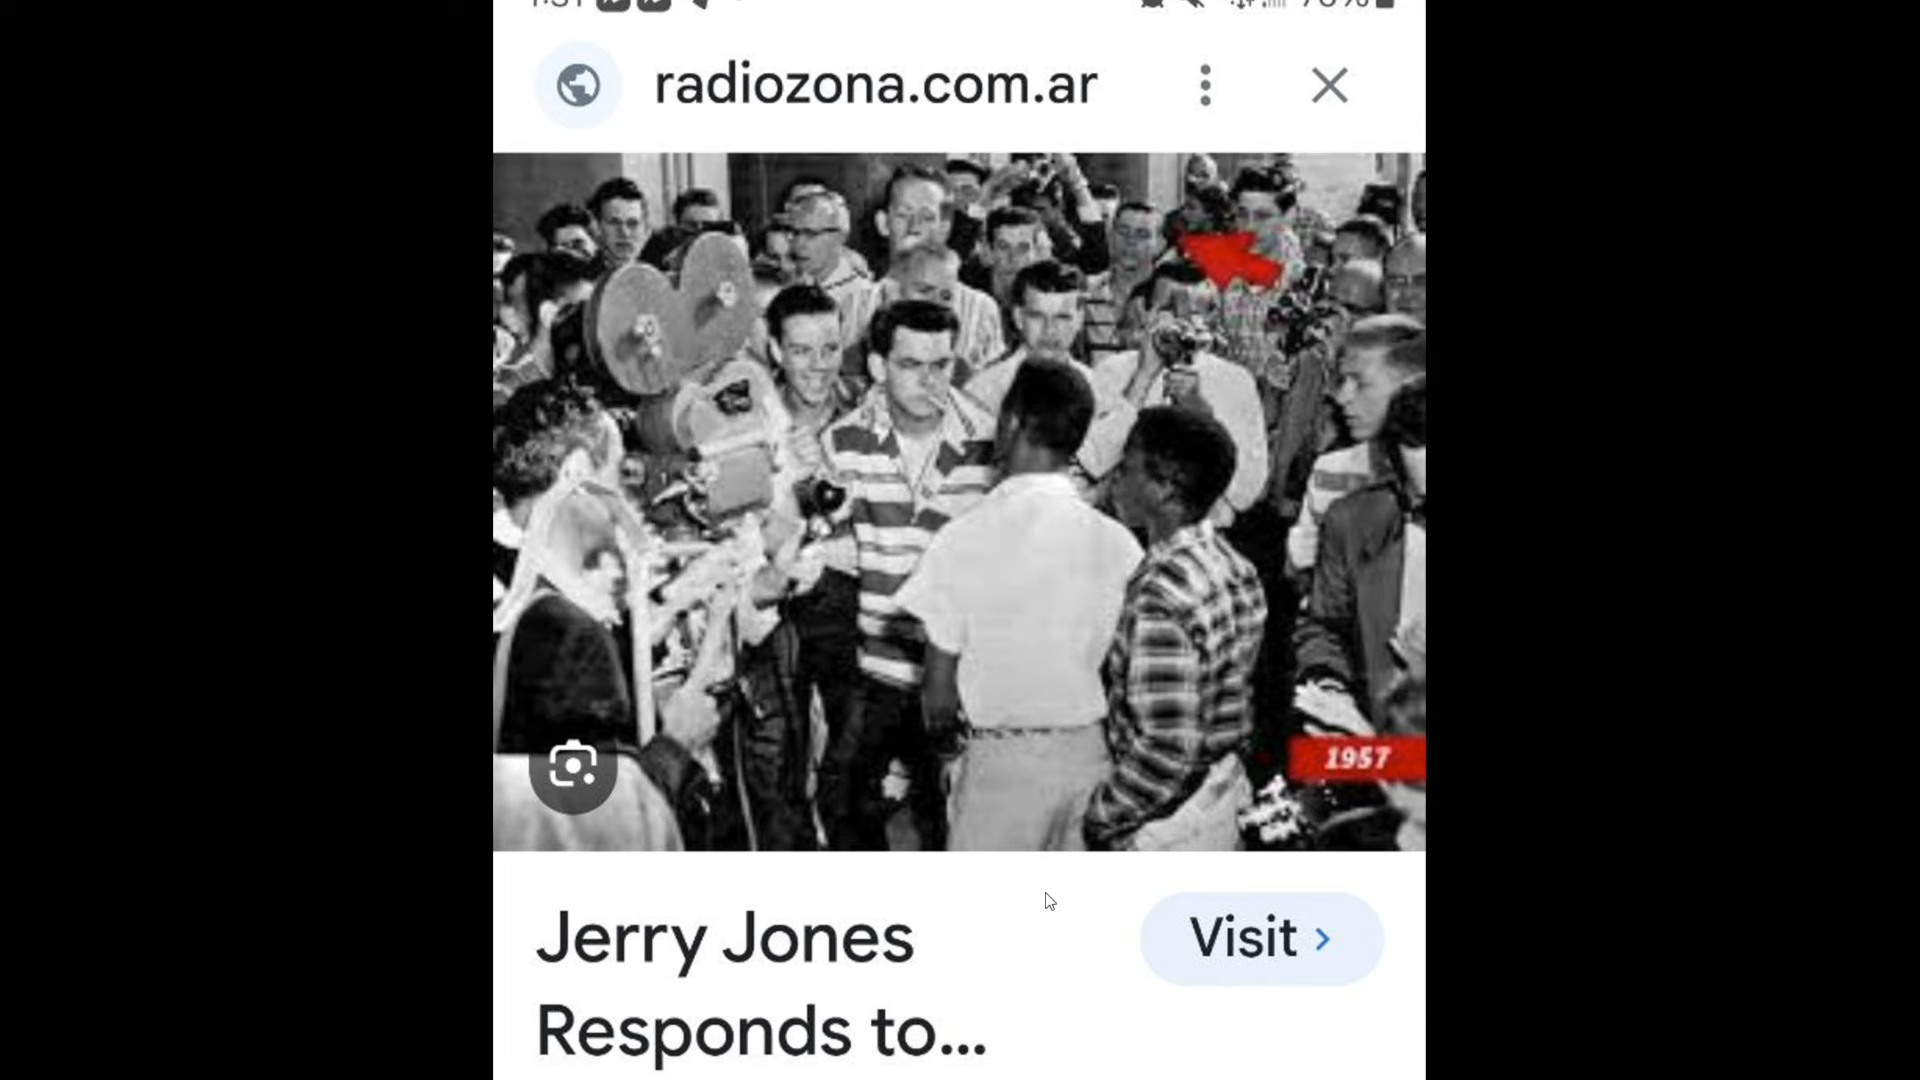 radiozona.com.ar
1957
Jerry Jones
Visit
Responds to...